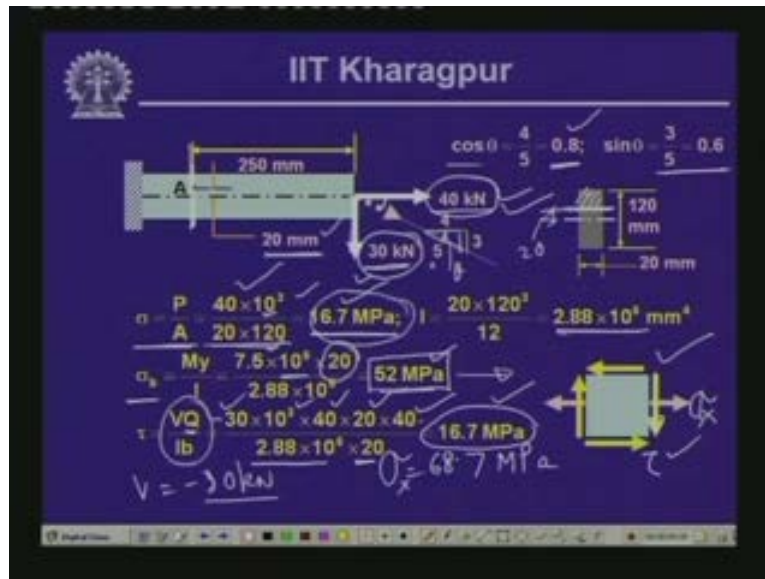 IIT Kharagpur
cos θ = 4/5 = 0.8; sin θ = 3/5 = 0.6
250 mm
A
40 kN
20 mm
30 kN
4
5
3
θ
20
120
mm
20 mm
σ = P/A = 40×10³/20×120 = 16.7 MPa; I = 20×120³/12 = 2.88×10⁶ mm⁴
σb = My/I = 7.5×10⁶×20/2.88×10⁶ = 52 MPa
τ = VQ/Ib = -30×10³×40×20×40/2.88×10⁶×20 = 16.7 MPa
σx
τ
V = -30kN
σx = 68.7 MPa